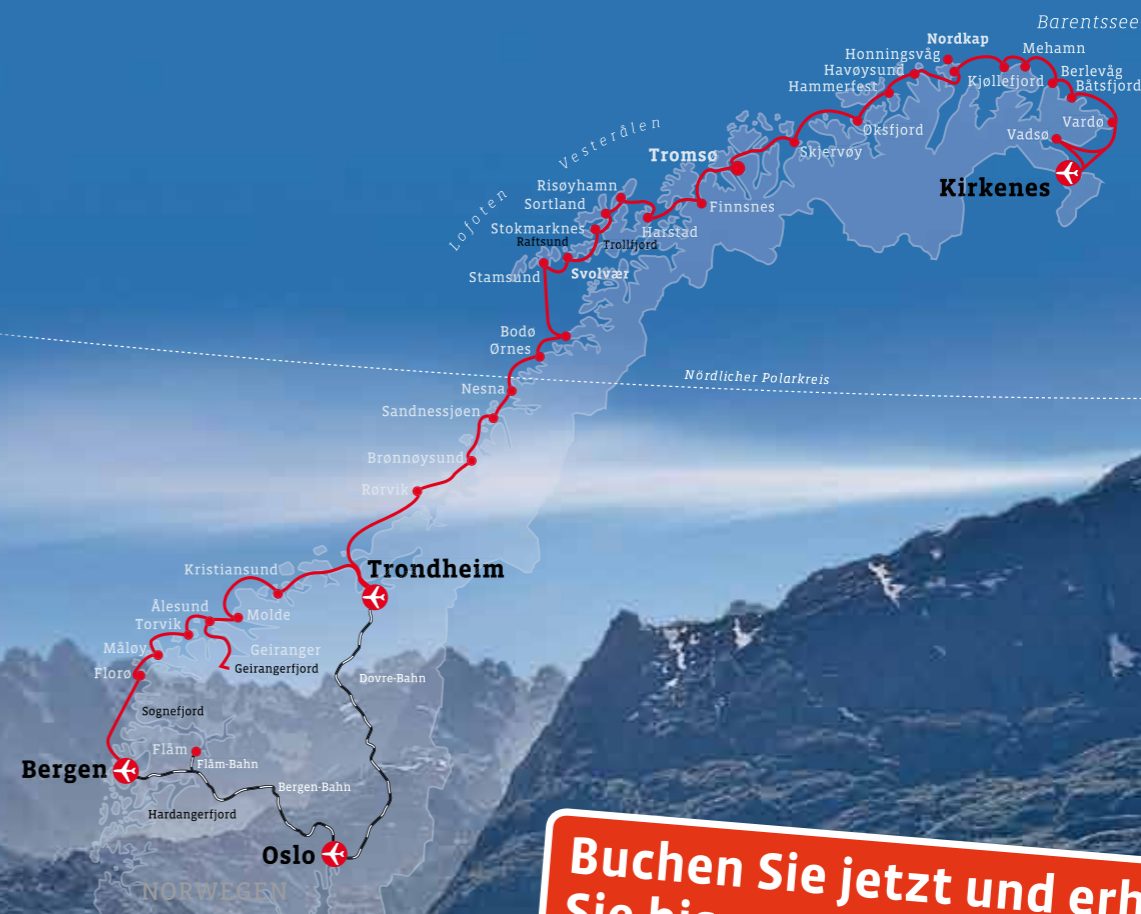 Barentssee
Nordkap
Honningsvåg
Mehamn
Havøysund
Kjøllefjord
Berlevåg
Hammerfest
Båtsfjord
Øksfjord
Vardø
Vadsø
Skjervøy
Kirkenes
Vesterålen
Tromsø
Lofoten
Risøyhamn
Sortland
Finnsnes
Stokmarknes
Harstad
Raftsund
Trollfjord
Stamsund
Svolvær
Bodø
Ørnes
Nördlicher Polarkreis
Nesna
Sandnessjøen
Brønnøysund
Rørvik
Trondheim
Kristiansund
Ålesund
Molde
Torvik
Måløy
Geiranger
Geirangerfjord
Florø
Dovre-Bahn
Sognefjord
Flåm
Flåm-Bahn
Bergen
Bergen-Bahn
Hardangerfjord
Oslo
NORWEGEN
Buchen Sie jetzt und erh
Sie bis